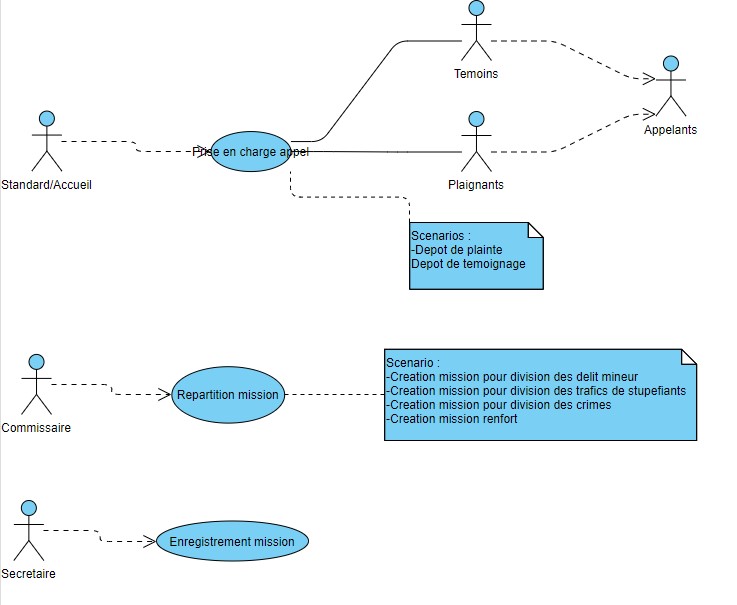 Temoins
Appelants
Standard/Accueil
Prise en charge appel
Plaignants
Scenarios :
-Depot de plainte
Depot de temoignage
Commissaire
Repartition mission
Scenario :
-Creation mission pour division des delit mineur
-Creation mission pour division des trafics de stupefiants
-Creation mission pour division des crimes
-Creation mission renfort
Secretaire
Enregistrement mission